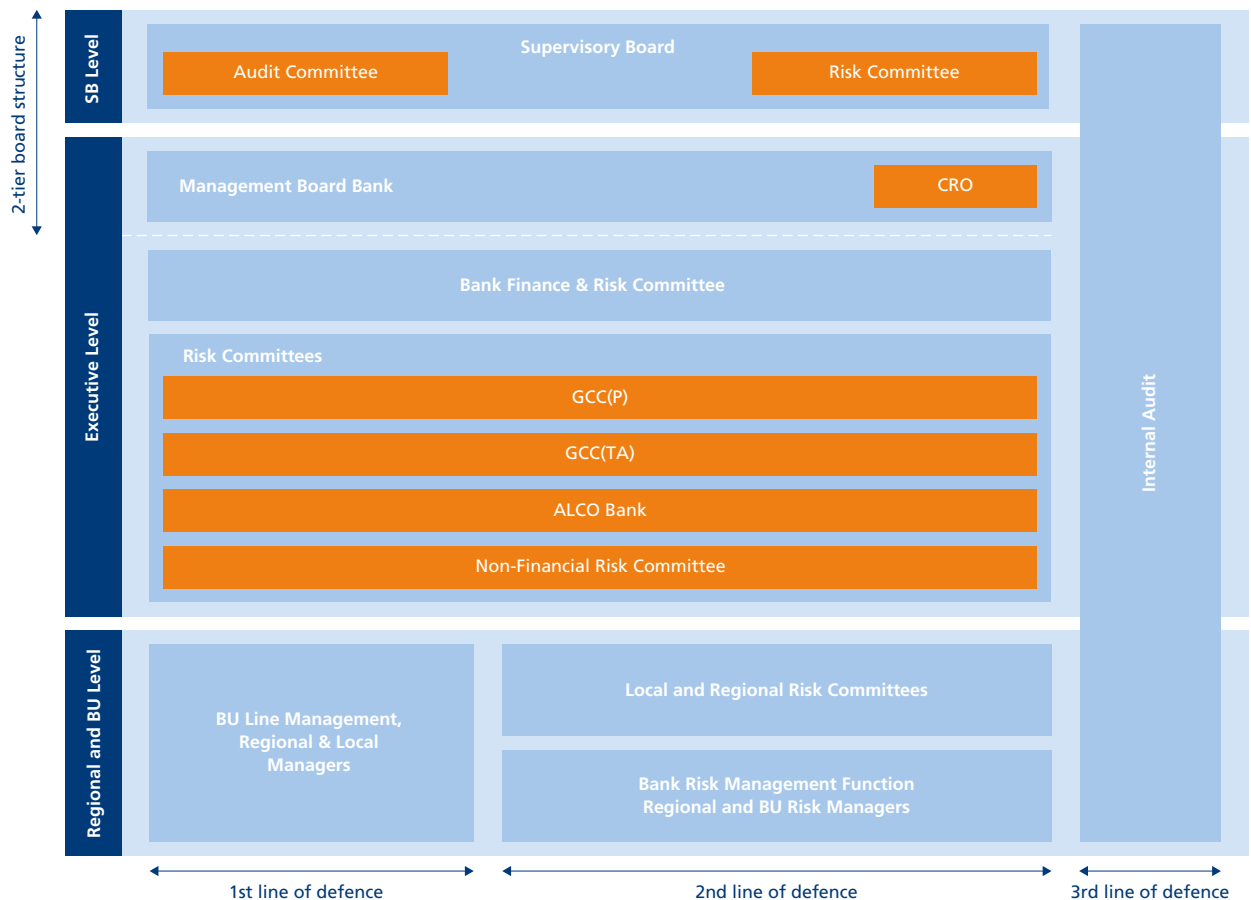 2-tier board structure
SB Level
Supervisory Board
Audit Committee
Risk Committee
Executive Level
Management Board Bank
CRO
Bank Finance & Risk Committee
Risk Committees
GCC(P)
GCC(TA)
ALCO Bank
Non-Financial Risk Committee
Internal Audit
Regional and BU Level
BU Line Management,
Regional & Local
Managers
Local and Regional Risk Committees
Bank Risk Management Function
Regional and BU Risk Managers
1st line of defence
2nd line of defence
3rd line of defence